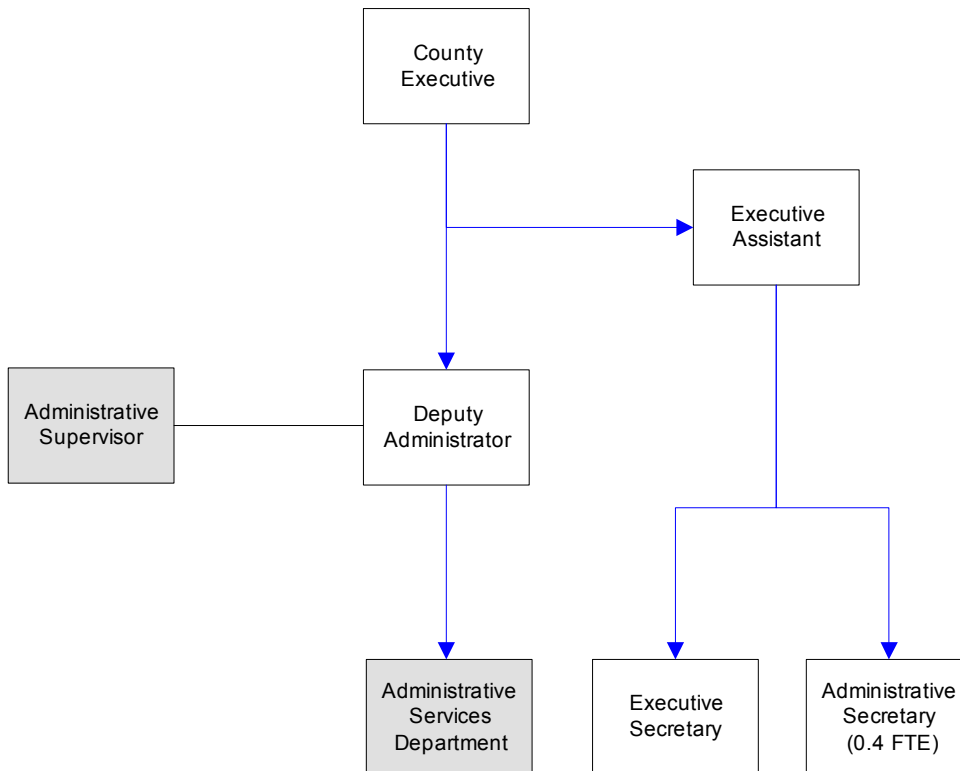 County
Executive
Executive
Assistant
Administrative
Supervisor
Deputy
Administrator
Administrative
Services
Department
Executive
Secretary
Administrative
Secretary
(0.4 FTE)